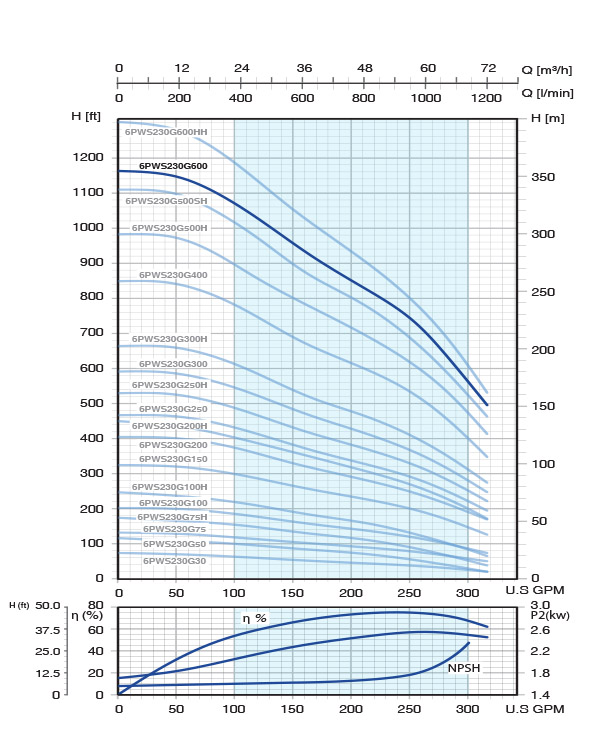 0 12 24 36 48 60 72 Q [m³/h]
0 200 400 600 800 1000 1200 Q [l/min]
H [ft] H [m]
6PWS230G600HH
1200
6PWS230G600
350
1100
6PWS230Gs00SH
1000
6PWS230Gs00H
300
900
6PWS230G400
250
800
700
6PWS230G300H
200
600
6PWS230G300
6PWS230G2s0H
500
150
6PWS230G2s0
6PWS230G200H
400
6PWS230G200
6PWS230G1s0
100
300
6PWS230G100H
200
6PWS230G100
6PWS230G7sH
50
6PWS230G7s
100
6PWS230Gs0
6PWS230G30
0 0
0 50 100 150 200 250 300 U.S GPM
H (ft) 50.0 η (%) 80 3.0 P2(kw)
η %
37.5 60 2.6
25.0 40 2.2
NPSH
12.5 20 1.8
0 0 1.4
0 50 100 150 200 250 300 U.S GPM